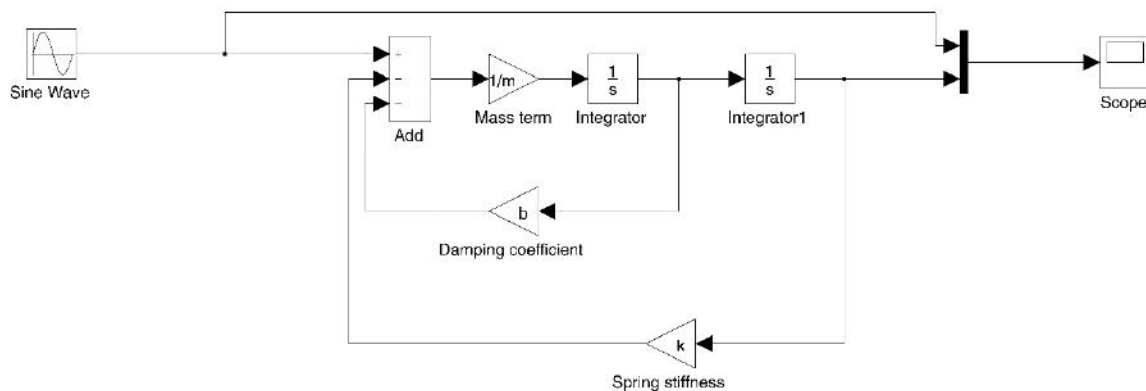 +
−
−
1/m
1
s
1
s
Sine Wave
Add
Mass term
Integrator
Integrator1
Scope
b
Damping coefficient
k
Spring stiffness